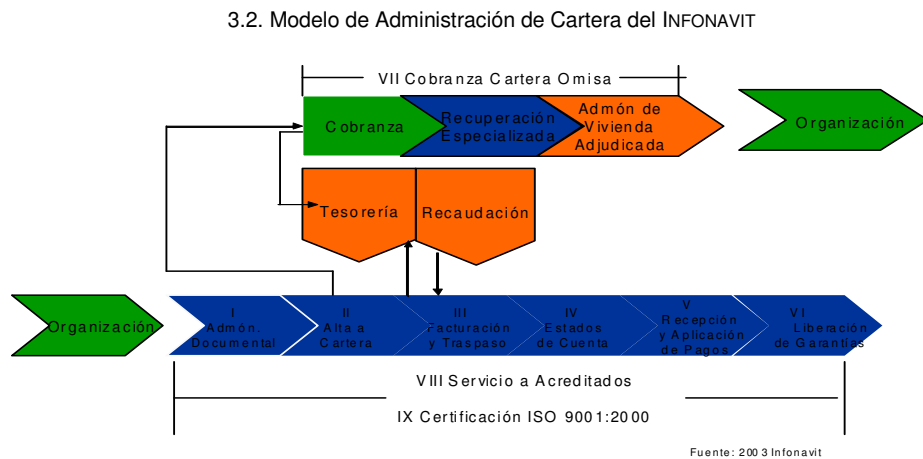 3.2. Modelo de Administración de Cartera del INFONAVIT
VII Cobranza Cartera Omisa
Cobranza
Recuperación
Especializada
Admón de
Vivienda
Adjudicada
Organización
Tesorería
Recaudación
Organización
I
Admón.
Documental
II
Alta a
Cartera
III
Facturación
y Traspaso
IV
Estados
de Cuenta
V
Recepción
y Aplicación
de Pagos
VI
Liberación
de Garantías
VIII Servicio a Acreditados
IX Certificación ISO 9001:2000
Fuente: 2003 Infonavit